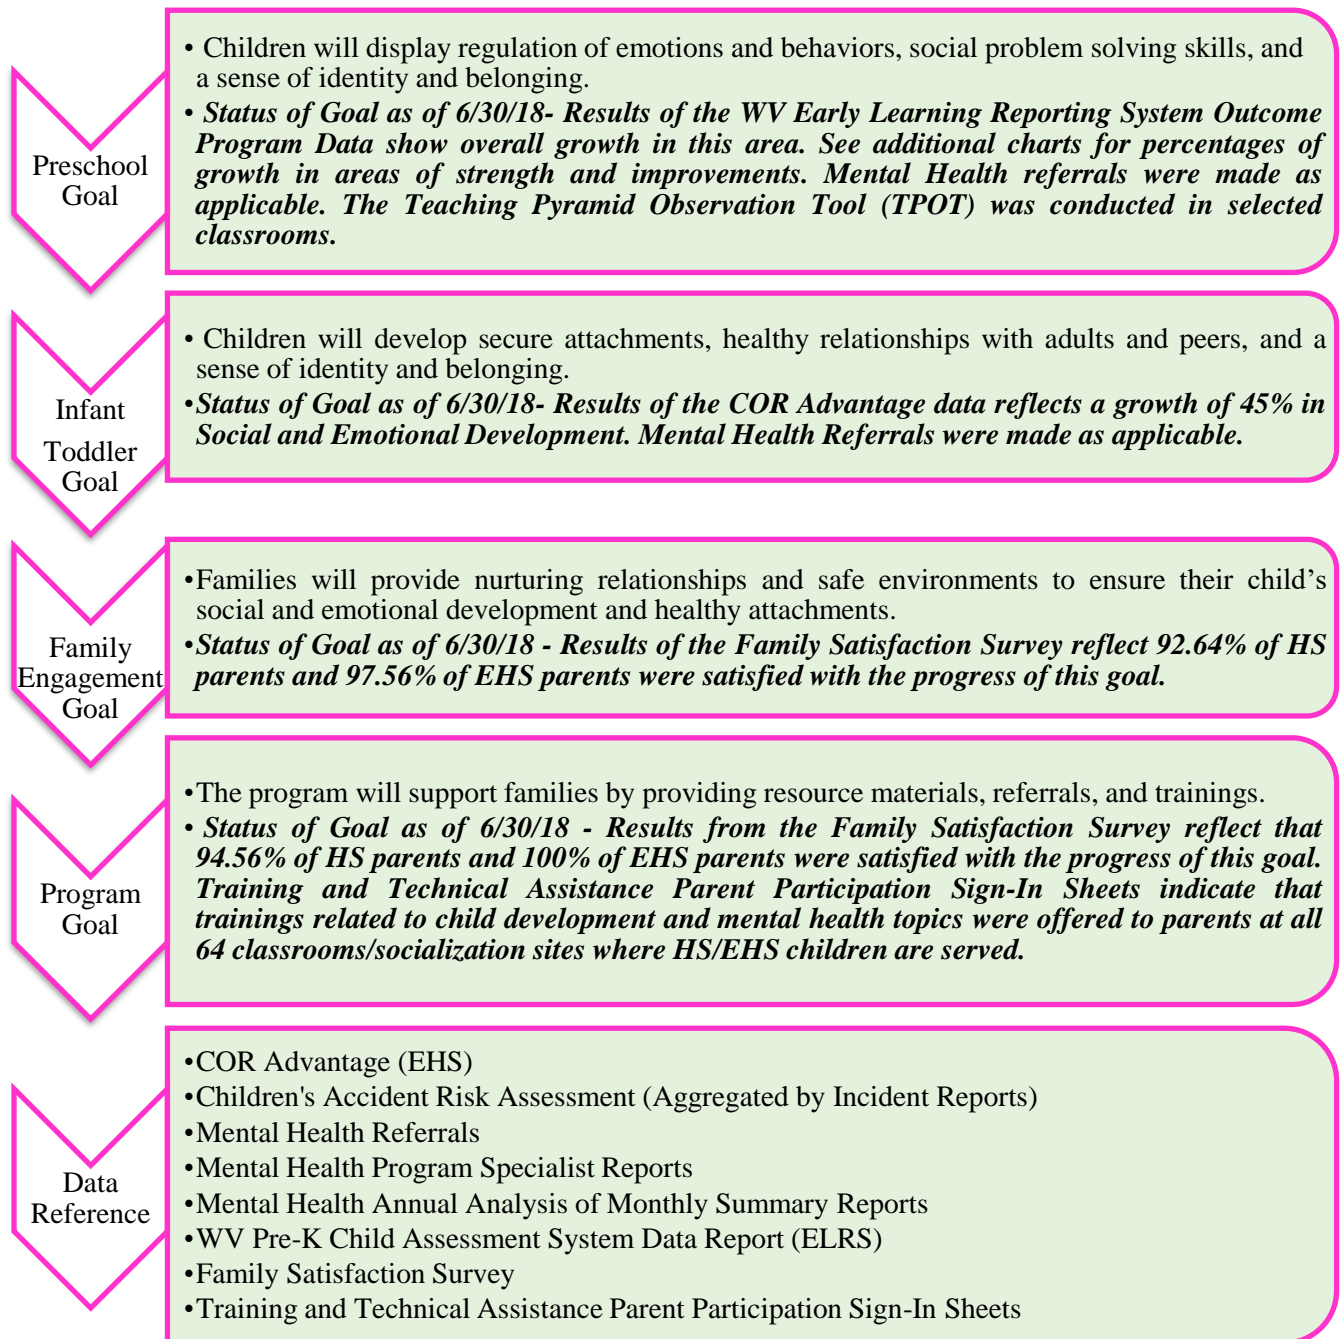 Preschool
Goal
• Children will display regulation of emotions and behaviors, social problem solving skills, and
a sense of identity and belonging.
• Status of Goal as of 6/30/18- Results of the WV Early Learning Reporting System Outcome
Program Data show overall growth in this area. See additional charts for percentages of
growth in areas of strength and improvements. Mental Health referrals were made as
applicable. The Teaching Pyramid Observation Tool (TPOT) was conducted in selected
classrooms.
Infant
Toddler
Goal
• Children will develop secure attachments, healthy relationships with adults and peers, and a
sense of identity and belonging.
•Status of Goal as of 6/30/18- Results of the COR Advantage data reflects a growth of 45% in
Social and Emotional Development. Mental Health Referrals were made as applicable.
Family
Engagement
Goal
•Families will provide nurturing relationships and safe environments to ensure their child’s
social and emotional development and healthy attachments.
•Status of Goal as of 6/30/18 - Results of the Family Satisfaction Survey reflect 92.64% of HS
parents and 97.56% of EHS parents were satisfied with the progress of this goal.
Program
Goal
•The program will support families by providing resource materials, referrals, and trainings.
• Status of Goal as of 6/30/18 - Results from the Family Satisfaction Survey reflect that
94.56% of HS parents and 100% of EHS parents were satisfied with the progress of this goal.
Training and Technical Assistance Parent Participation Sign-In Sheets indicate that
trainings related to child development and mental health topics were offered to parents at all
64 classrooms/socialization sites where HS/EHS children are served.
Data
Reference
•COR Advantage (EHS)
•Children's Accident Risk Assessment (Aggregated by Incident Reports)
•Mental Health Referrals
•Mental Health Program Specialist Reports
•Mental Health Annual Analysis of Monthly Summary Reports
•WV Pre-K Child Assessment System Data Report (ELRS)
•Family Satisfaction Survey
•Training and Technical Assistance Parent Participation Sign-In Sheets